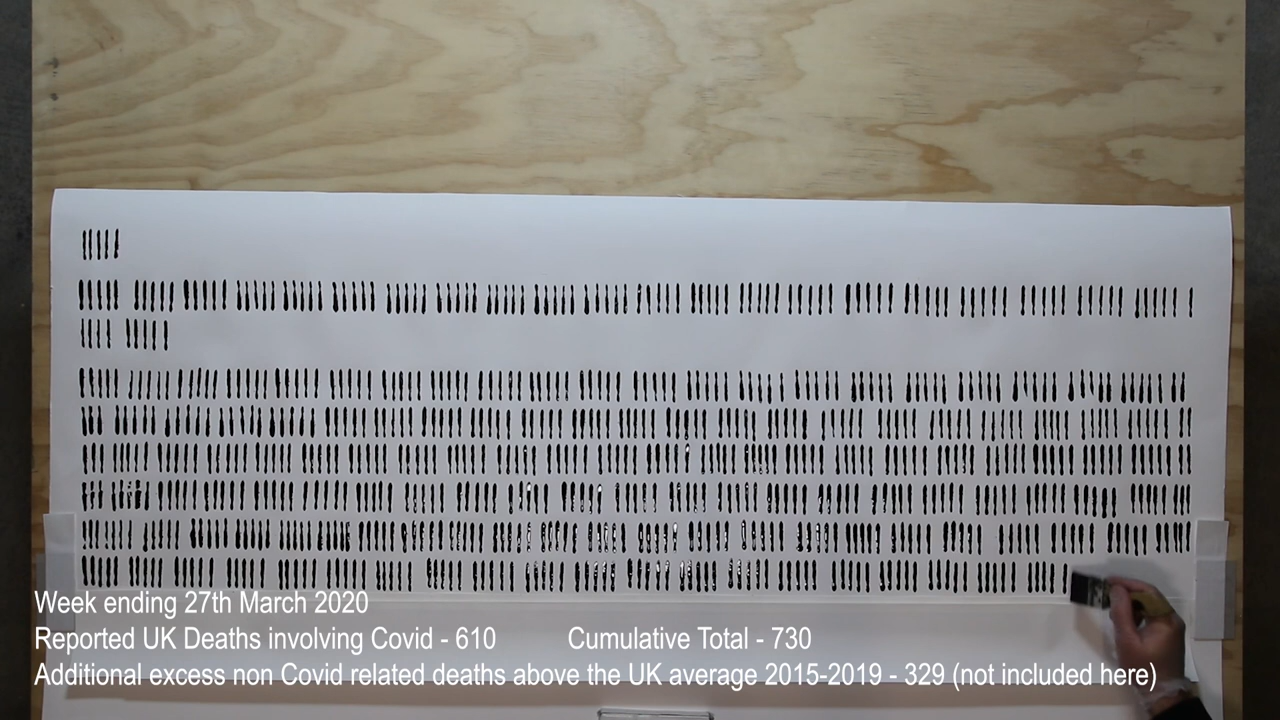 Week ending 27th March 2020
Reported UK Deaths involving Covid - 610 Cumulative Total - 730
Additional excess non Covid related deaths above the UK average 2015-2019 - 329 (not included here)